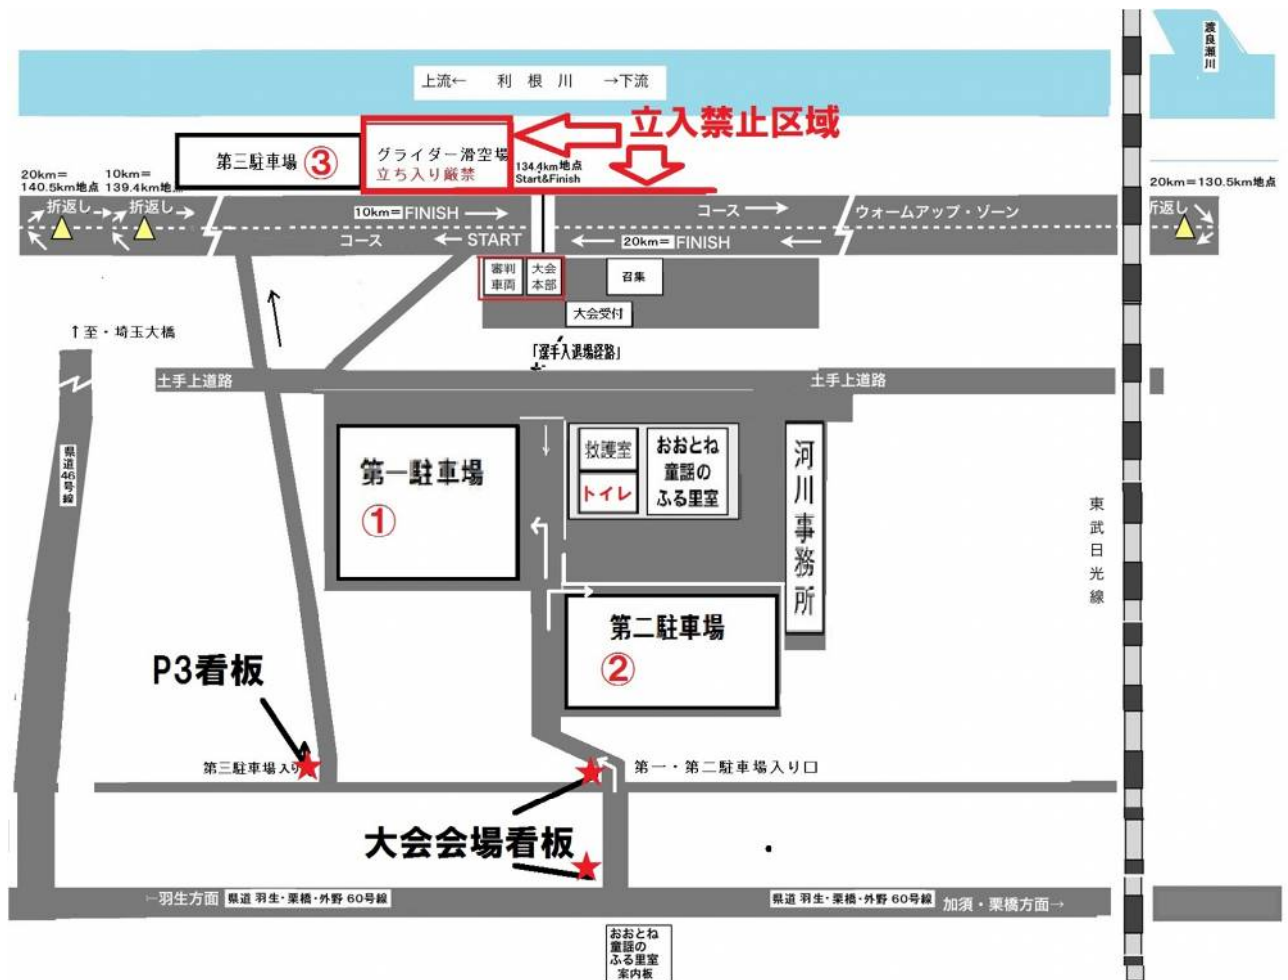 渡良瀬川
上流← 利根川 →下流
立入禁止区域
第三駐車場 ③
グライダー滑空場
立ち入り厳禁
134.4km地点
Start&Finish
20km=
140.5km地点
10km=
139.4km地点
20km=130.5km地点
折返し
折返し
10km=FINISH
コース
ウォームアップ・ゾーン
折返し
コース
START
20km=FINISH
審判
車両
大会
本部
召集
大会受付
↑至・埼玉大橋
「選手入退場経路」
土手上道路
土手上道路
県道46号線
第一駐車場
①
救護室
トイレ
おおとね
童謡の
ふる里室
河川事務所
東武日光線
第二駐車場
②
P3看板
第三駐車場入り
第一・第二駐車場入り口
大会会場看板
←羽生方面
県道 羽生・栗橋・外野 60号線
県道 羽生・栗橋・外野 60号線
加須・栗橋方面→
おおとね
童謡の
ふる里室
案内板